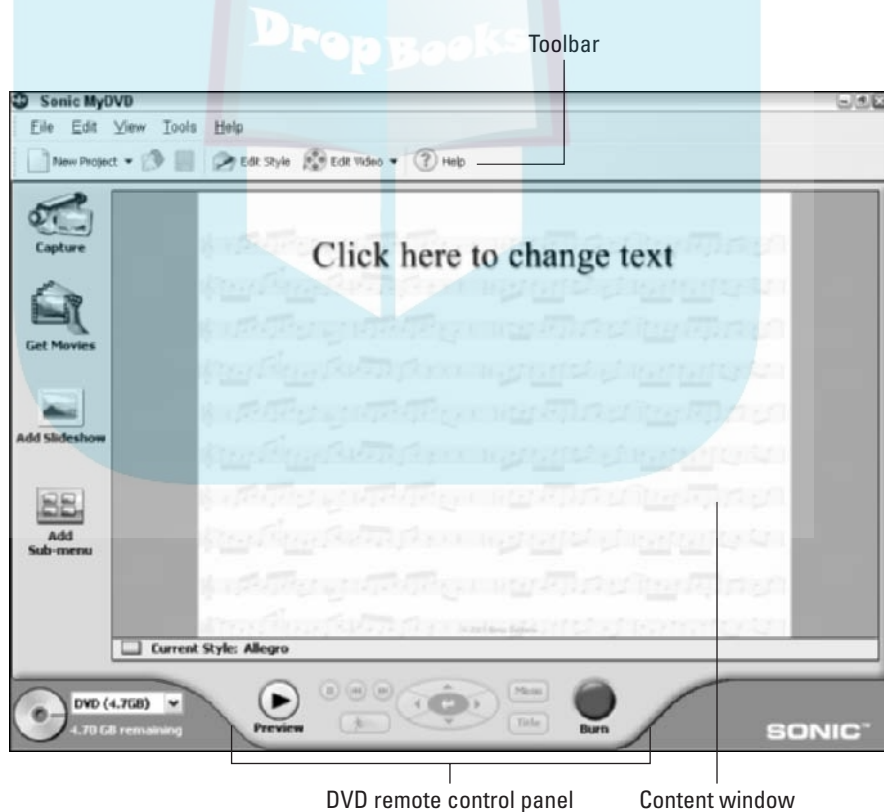 DropBooks
Toolbar
Sonic MyDVD
File Edit View Tools Help
New Project Edit Style Edit Video ? Help
Capture
Click here to change text
Get Movies
Add Slideshow
Add
Sub-menu
Current Style: Allegro
DVD (4.7GB)
4.70 GB remaining
Preview
Menu
Title
Burn
SONIC™
DVD remote control panel Content window